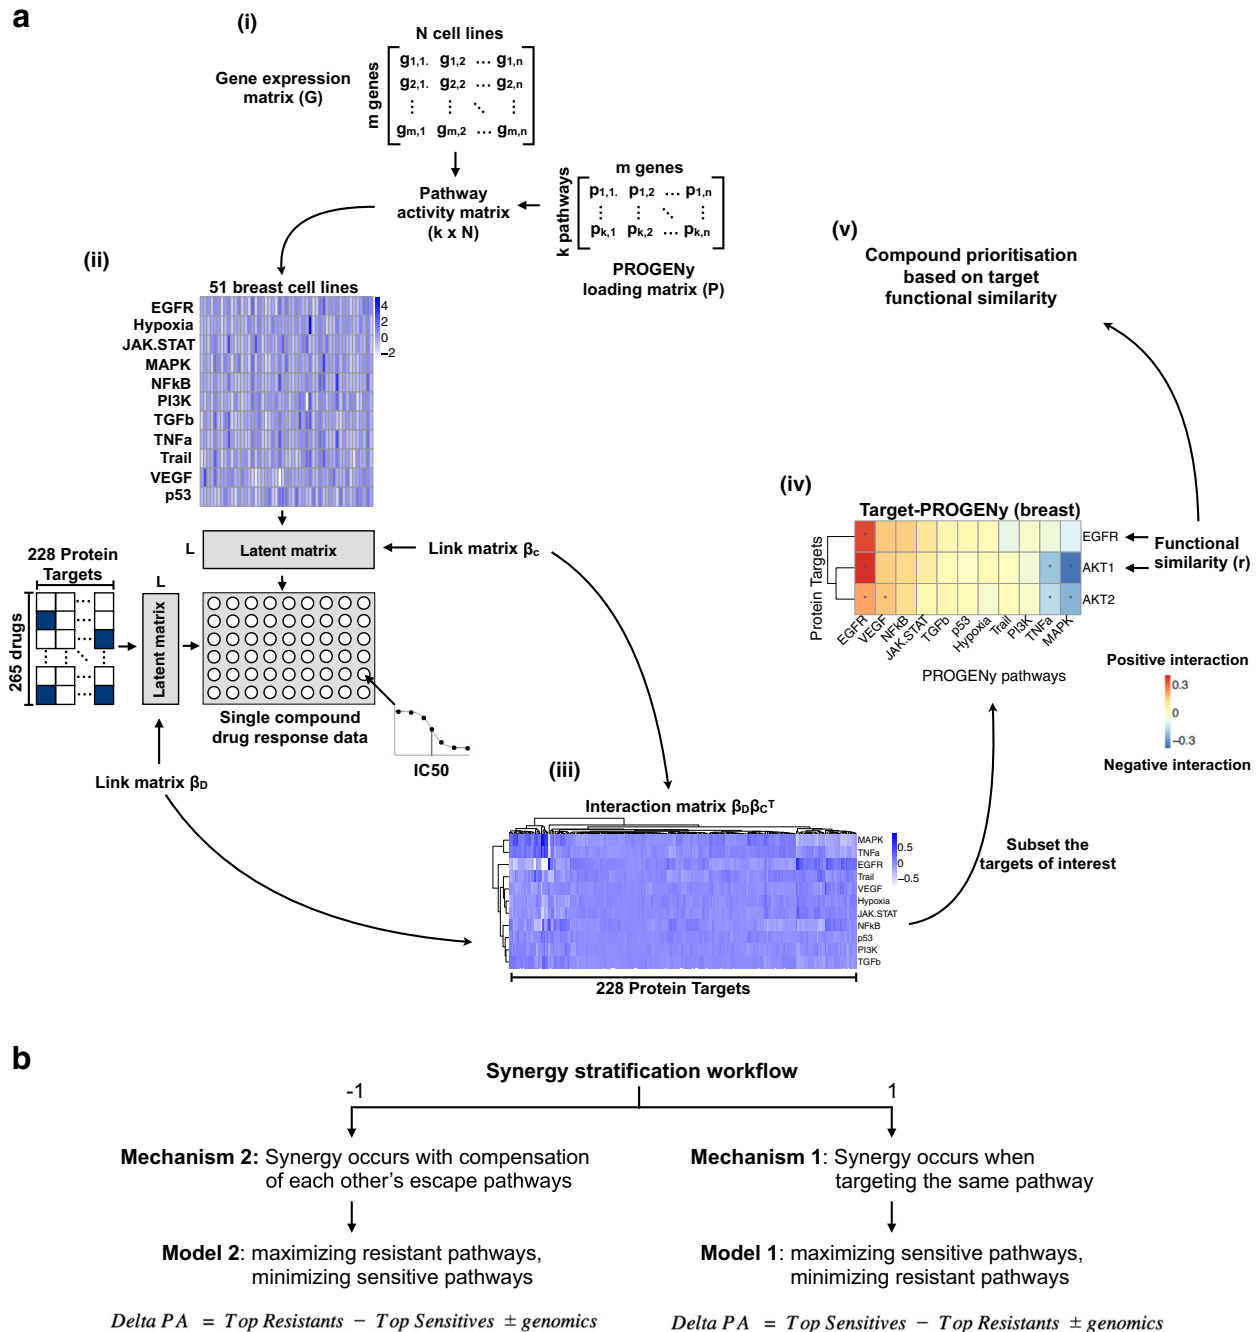 a
(i)
N cell lines
Gene expression
matrix (G)
m genes
g1,1. g1,2 ... g1,n
g2,1. g2,2 ... g2,n
gm,1 gm,2 ... gm,n
Pathway
activity matrix
(k x N)
m genes
k pathways
p1,1. p1,2 ... p1,n
pk,1 pk,2 ... pk,n
PROGENy
loading matrix (P)
(ii)
51 breast cell lines
EGFR
Hypoxia
JAK.STAT
MAPK
NFkB
PI3K
TGFb
TNFa
Trail
VEGF
p53
4
2
0
−2
L
Latent matrix
Link matrix βc
228 Protein
Targets
265 drugs
L
Latent matrix
Single compound
drug response data
IC50
Link matrix βD
(iii)
Interaction matrix βDβCT
MAPK
TNFa
EGFR
Trail
VEGF
Hypoxia
JAK.STAT
NFkB
p53
PI3K
TGFb
0.5
0
−0.5
228 Protein Targets
Subset the
targets of interest
(iv)
Target-PROGENy (breast)
Protein Targets
EGFR
AKT1
AKT2
EGFR
VEGF
NFkB
JAK.STAT
TGFb
p53
Hypoxia
Trail
PI3K
TNFa
MAPK
PROGENy pathways
Functional
similarity (r)
Positive interaction
0.3
0
−0.3
Negative interaction
(v)
Compound prioritisation
based on target
functional similarity
b
Synergy stratification workflow
-1
1
Mechanism 2: Synergy occurs with compensation
of each other's escape pathways
Model 2: maximizing resistant pathways,
minimizing sensitive pathways
Delta PA = Top Resistants − Top Sensitives ± genomics
Mechanism 1: Synergy occurs when
targeting the same pathway
Model 1: maximizing sensitive pathways,
minimizing resistant pathways
Delta PA = Top Sensitives − Top Resistants ± genomics